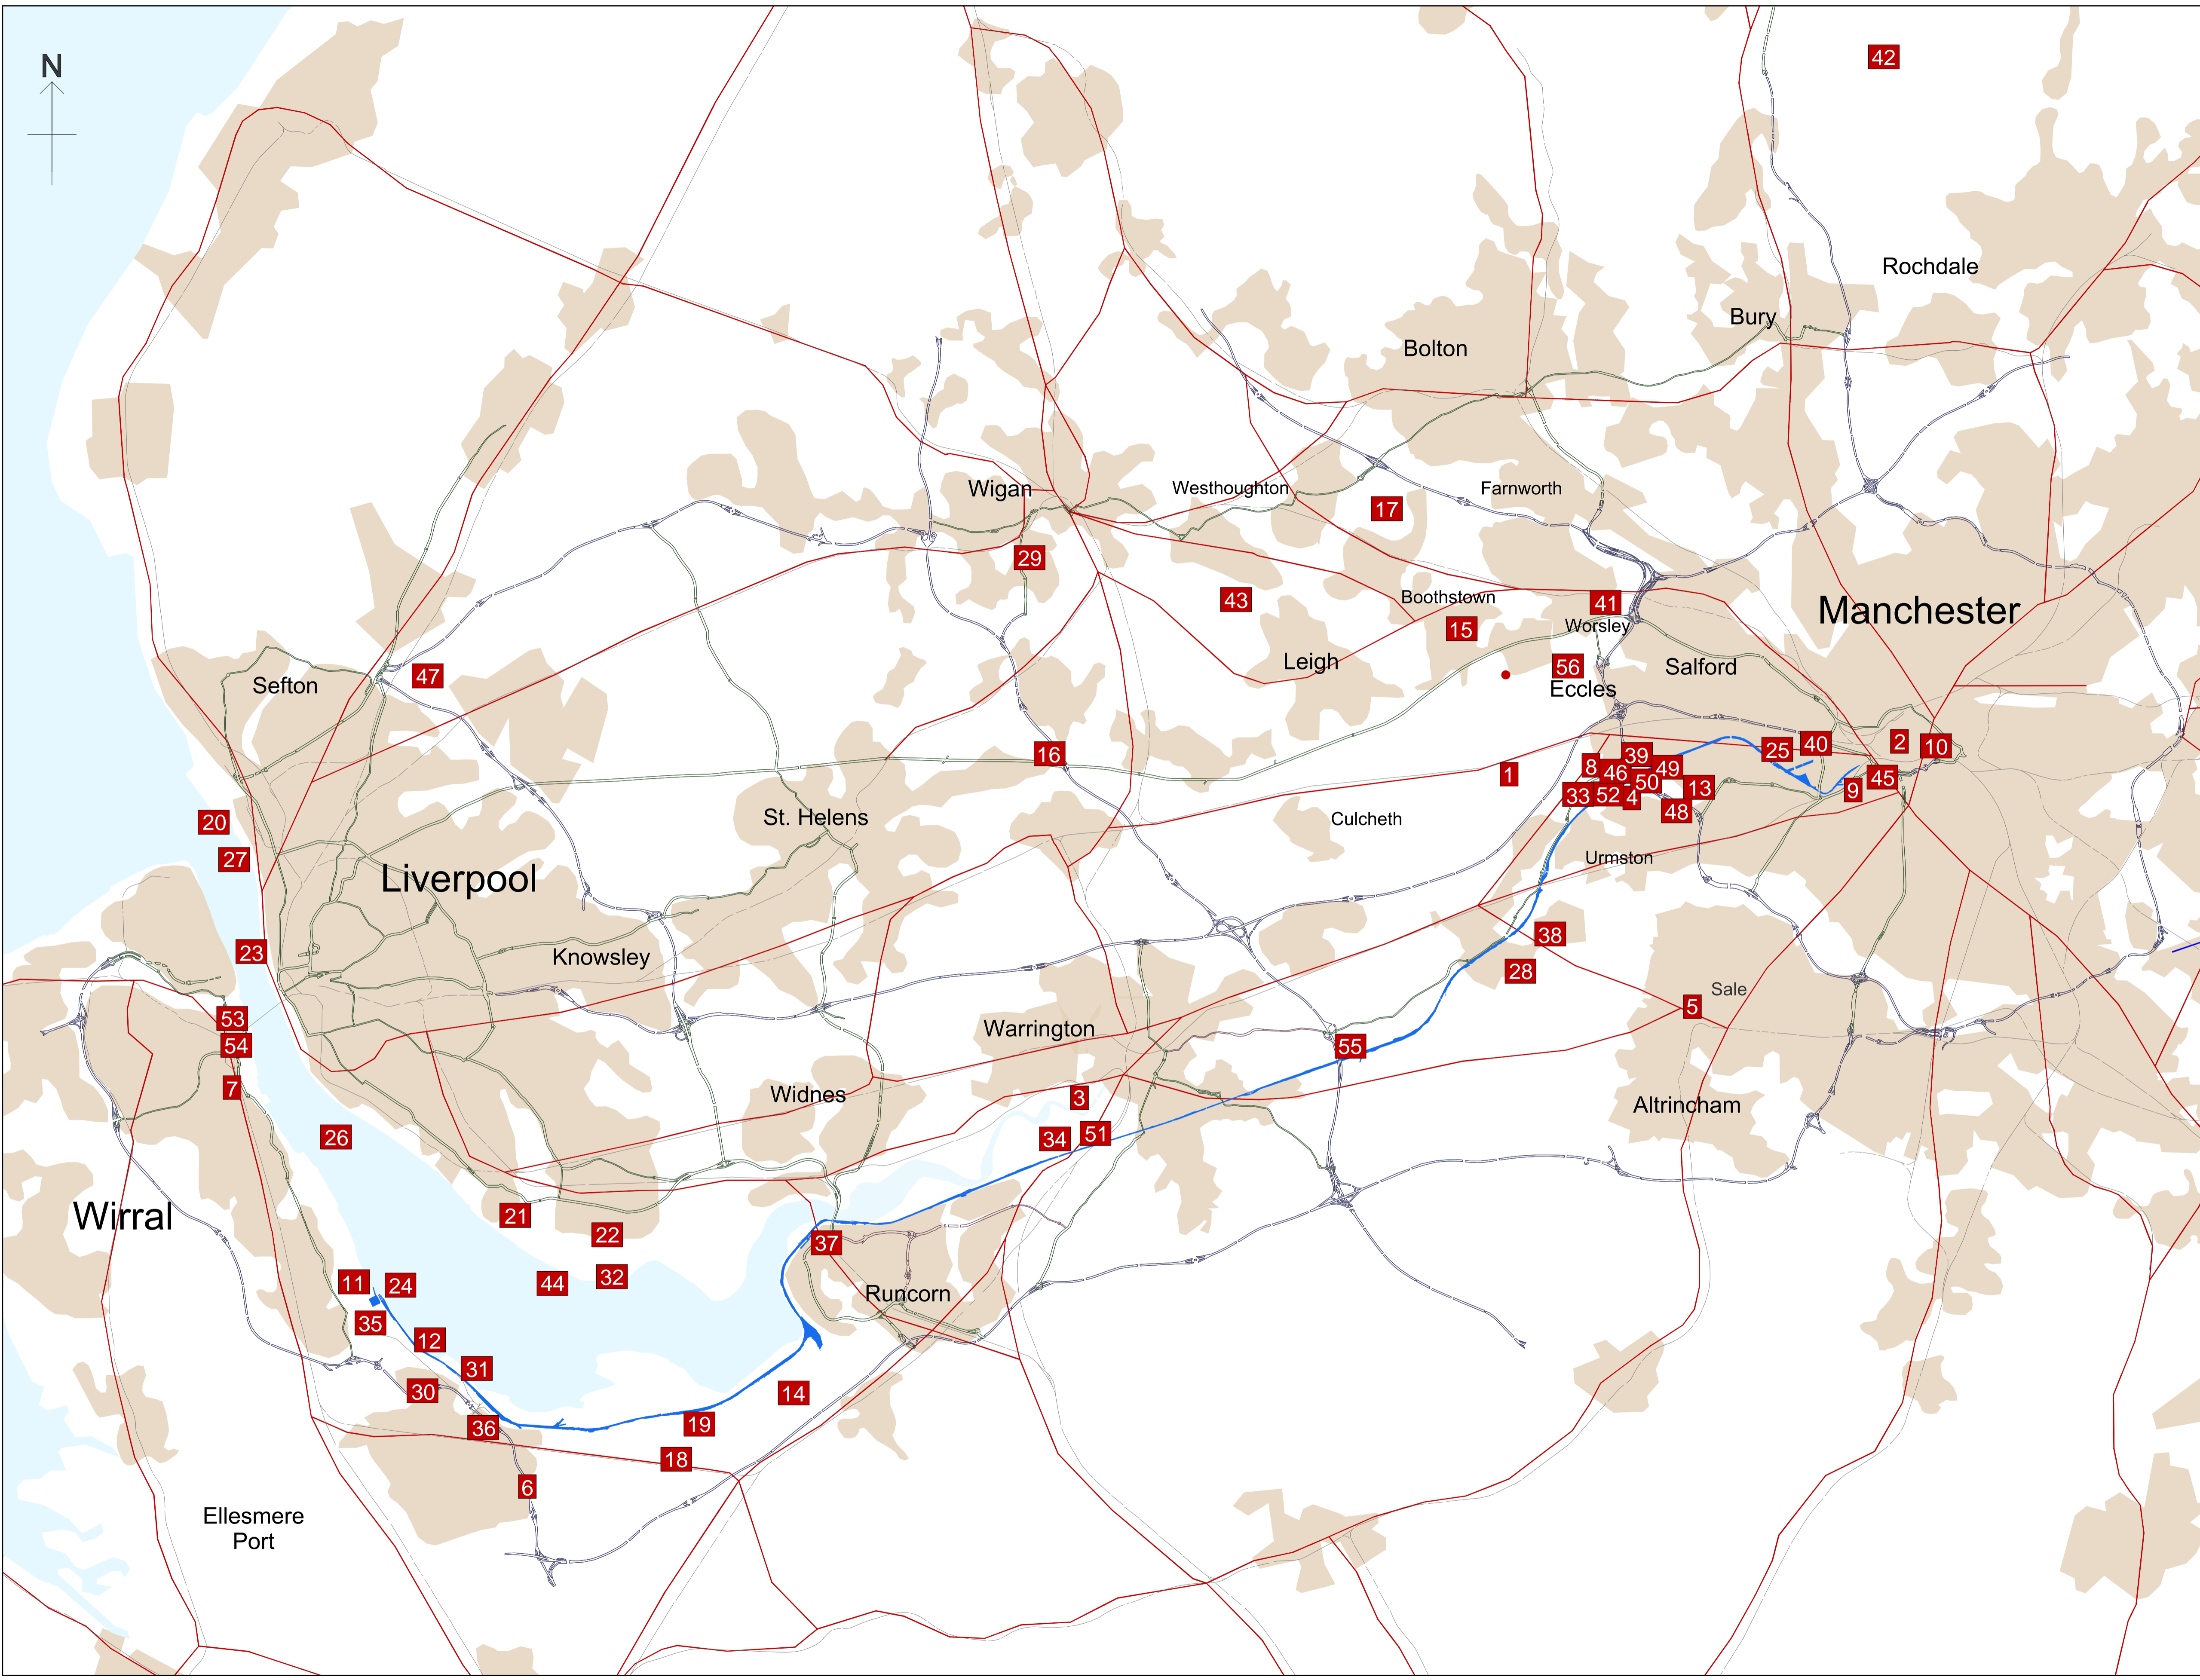 N
42
Rochdale
Bury
Bolton
Wigan
Westhoughton
Farnworth
17
29
43
Boothstown
41
Manchester
15
Worsley
Leigh
56
Salford
Sefton
47
Eccles
16
1
8
39
46
49
50
25
40
2
10
33
52
4
13
48
9
45
20
St. Helens
Culcheth
27
Liverpool
Urmston
23
Knowsley
38
28
Sale
5
53
54
Warrington
55
7
Widnes
3
Altrincham
26
34
51
Wirral
21
22
37
11
24
44
32
Runcorn
35
12
31
30
14
36
19
18
6
Ellesmere
Port